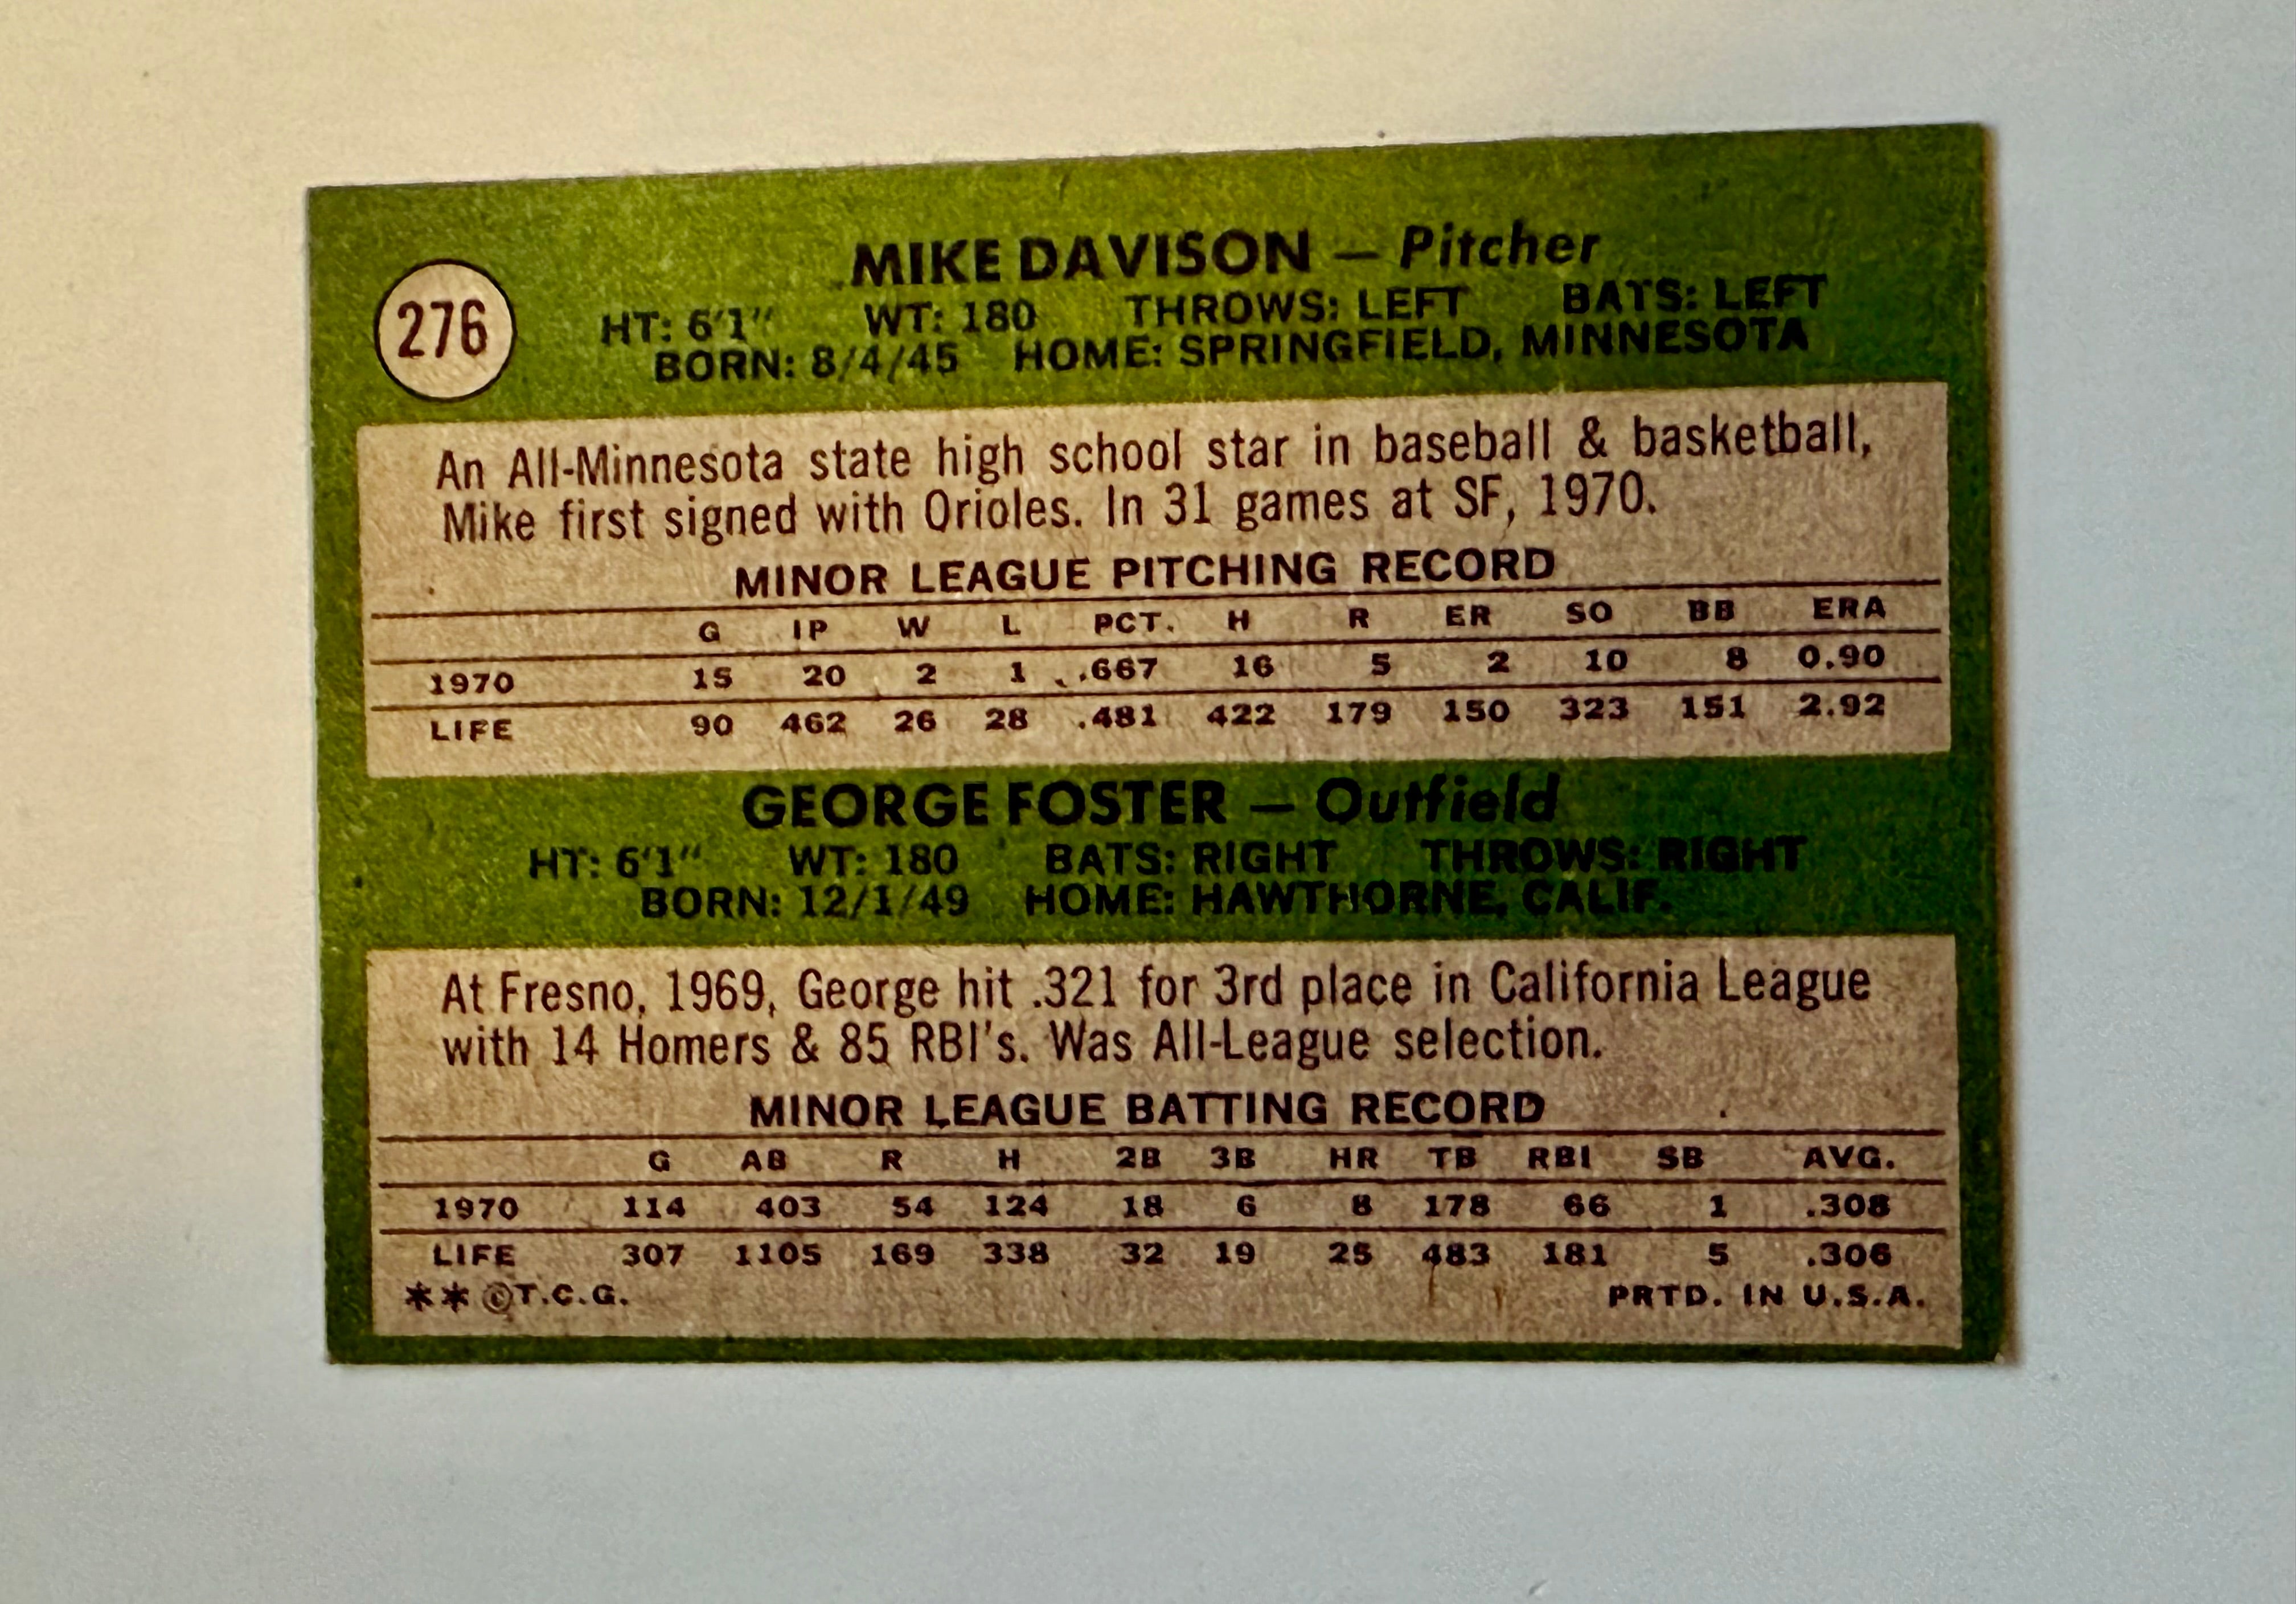 276
MIKE DAVISON — Pitcher
HT: 6'1" WT: 180 THROWS: LEFT BATS: LEFT
BORN: 8/4/45 HOME: SPRINGFIELD, MINNESOTA
An All-Minnesota state high school star in baseball & basketball,
Mike first signed with Orioles. In 31 games at SF, 1970.
MINOR LEAGUE PITCHING RECORD
G IP W L PCT. H R ER SO BB ERA
1970 15 20 2 1 .667 16 5 2 10 8 0.90
LIFE 90 462 26 28 .481 422 179 150 323 151 2.92
GEORGE FOSTER — Outfield
HT: 6'1" WT: 180 BATS: RIGHT THROWS: RIGHT
BORN: 12/1/49 HOME: HAWTHORNE, CALIF.
At Fresno, 1969, George hit .321 for 3rd place in California League
with 14 Homers & 85 RBI's. Was All-League selection.
MINOR LEAGUE BATTING RECORD
G AB R H 2B 3B HR TB RBI SB AVG.
1970 114 403 54 124 18 6 8 178 66 1 .308
LIFE 307 1105 169 338 32 19 25 483 181 5 .306
**©T.C.G. PRTD. IN U.S.A.